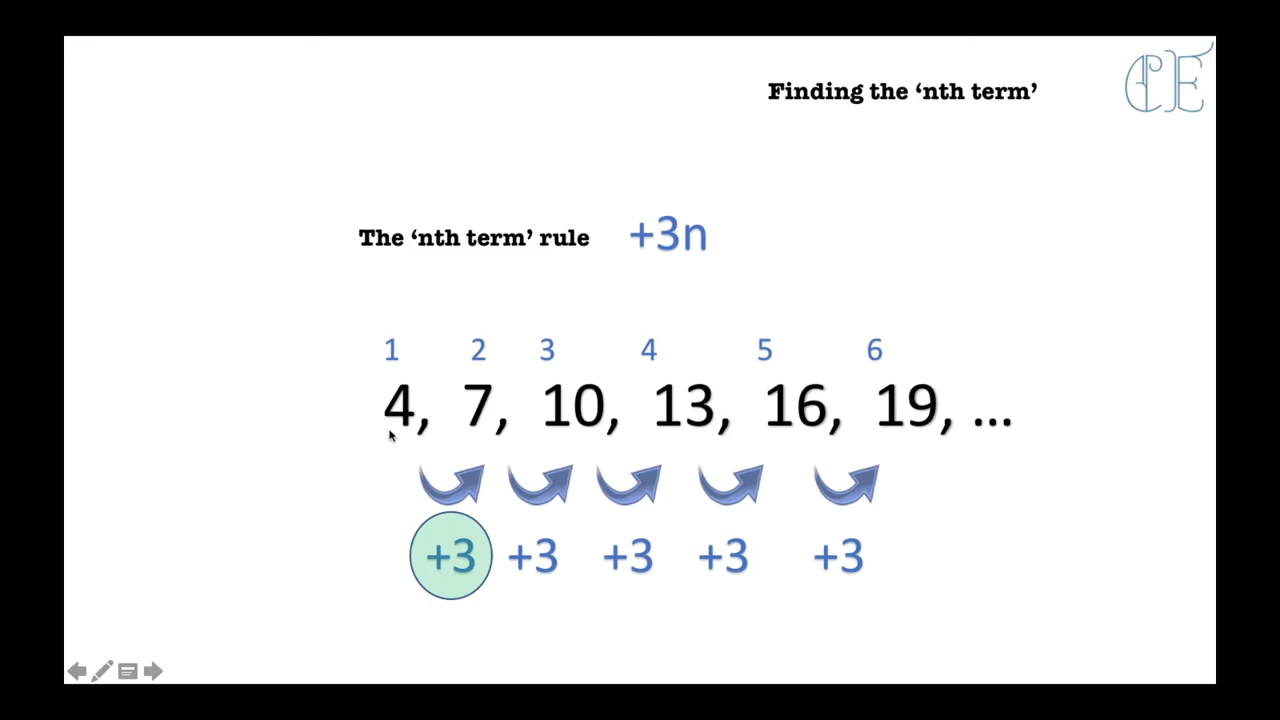 Finding the ‘nth term’
CE
The ‘nth term’ rule +3n
1 2 3 4 5 6
4, 7, 10, 13, 16, 19, ...
+3 +3 +3 +3 +3